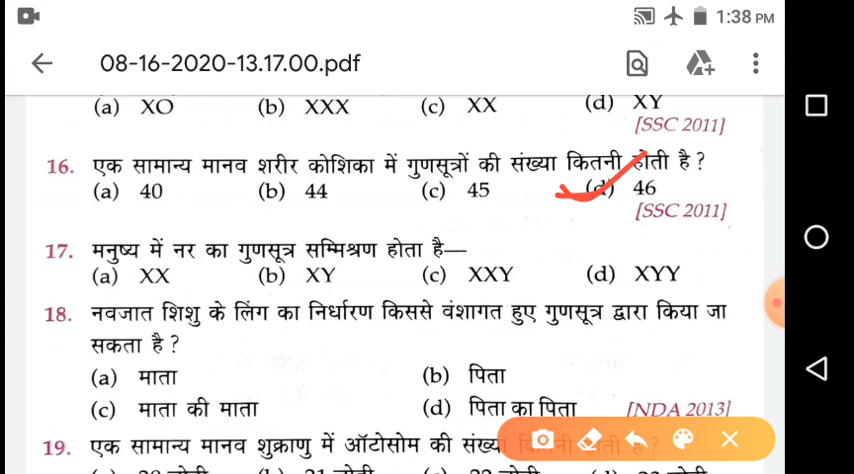 1:38 PM
08-16-2020-13.17.00.pdf
(a) XO (b) XXX (c) XX (d) XY
[SSC 2011]
16. एक सामान्य मानव शरीर कोशिका में गुणसूत्रों की संख्या कितनी होती है ?
(a) 40 (b) 44 (c) 45 (d) 46
[SSC 2011]
17. मनुष्य में नर का गुणसूत्र सम्मिश्रण होता है—
(a) XX (b) XY (c) XXY (d) XYY
18. नवजात शिशु के लिंग का निर्धारण किससे वंशागत हुए गुणसूत्र द्वारा किया जा
सकता है ?
(a) माता (b) पिता
(c) माता की माता (d) पिता का पिता [NDA 2013]
19. एक सामान्य मानव शुक्राणु में ऑटोसोम की संख्या